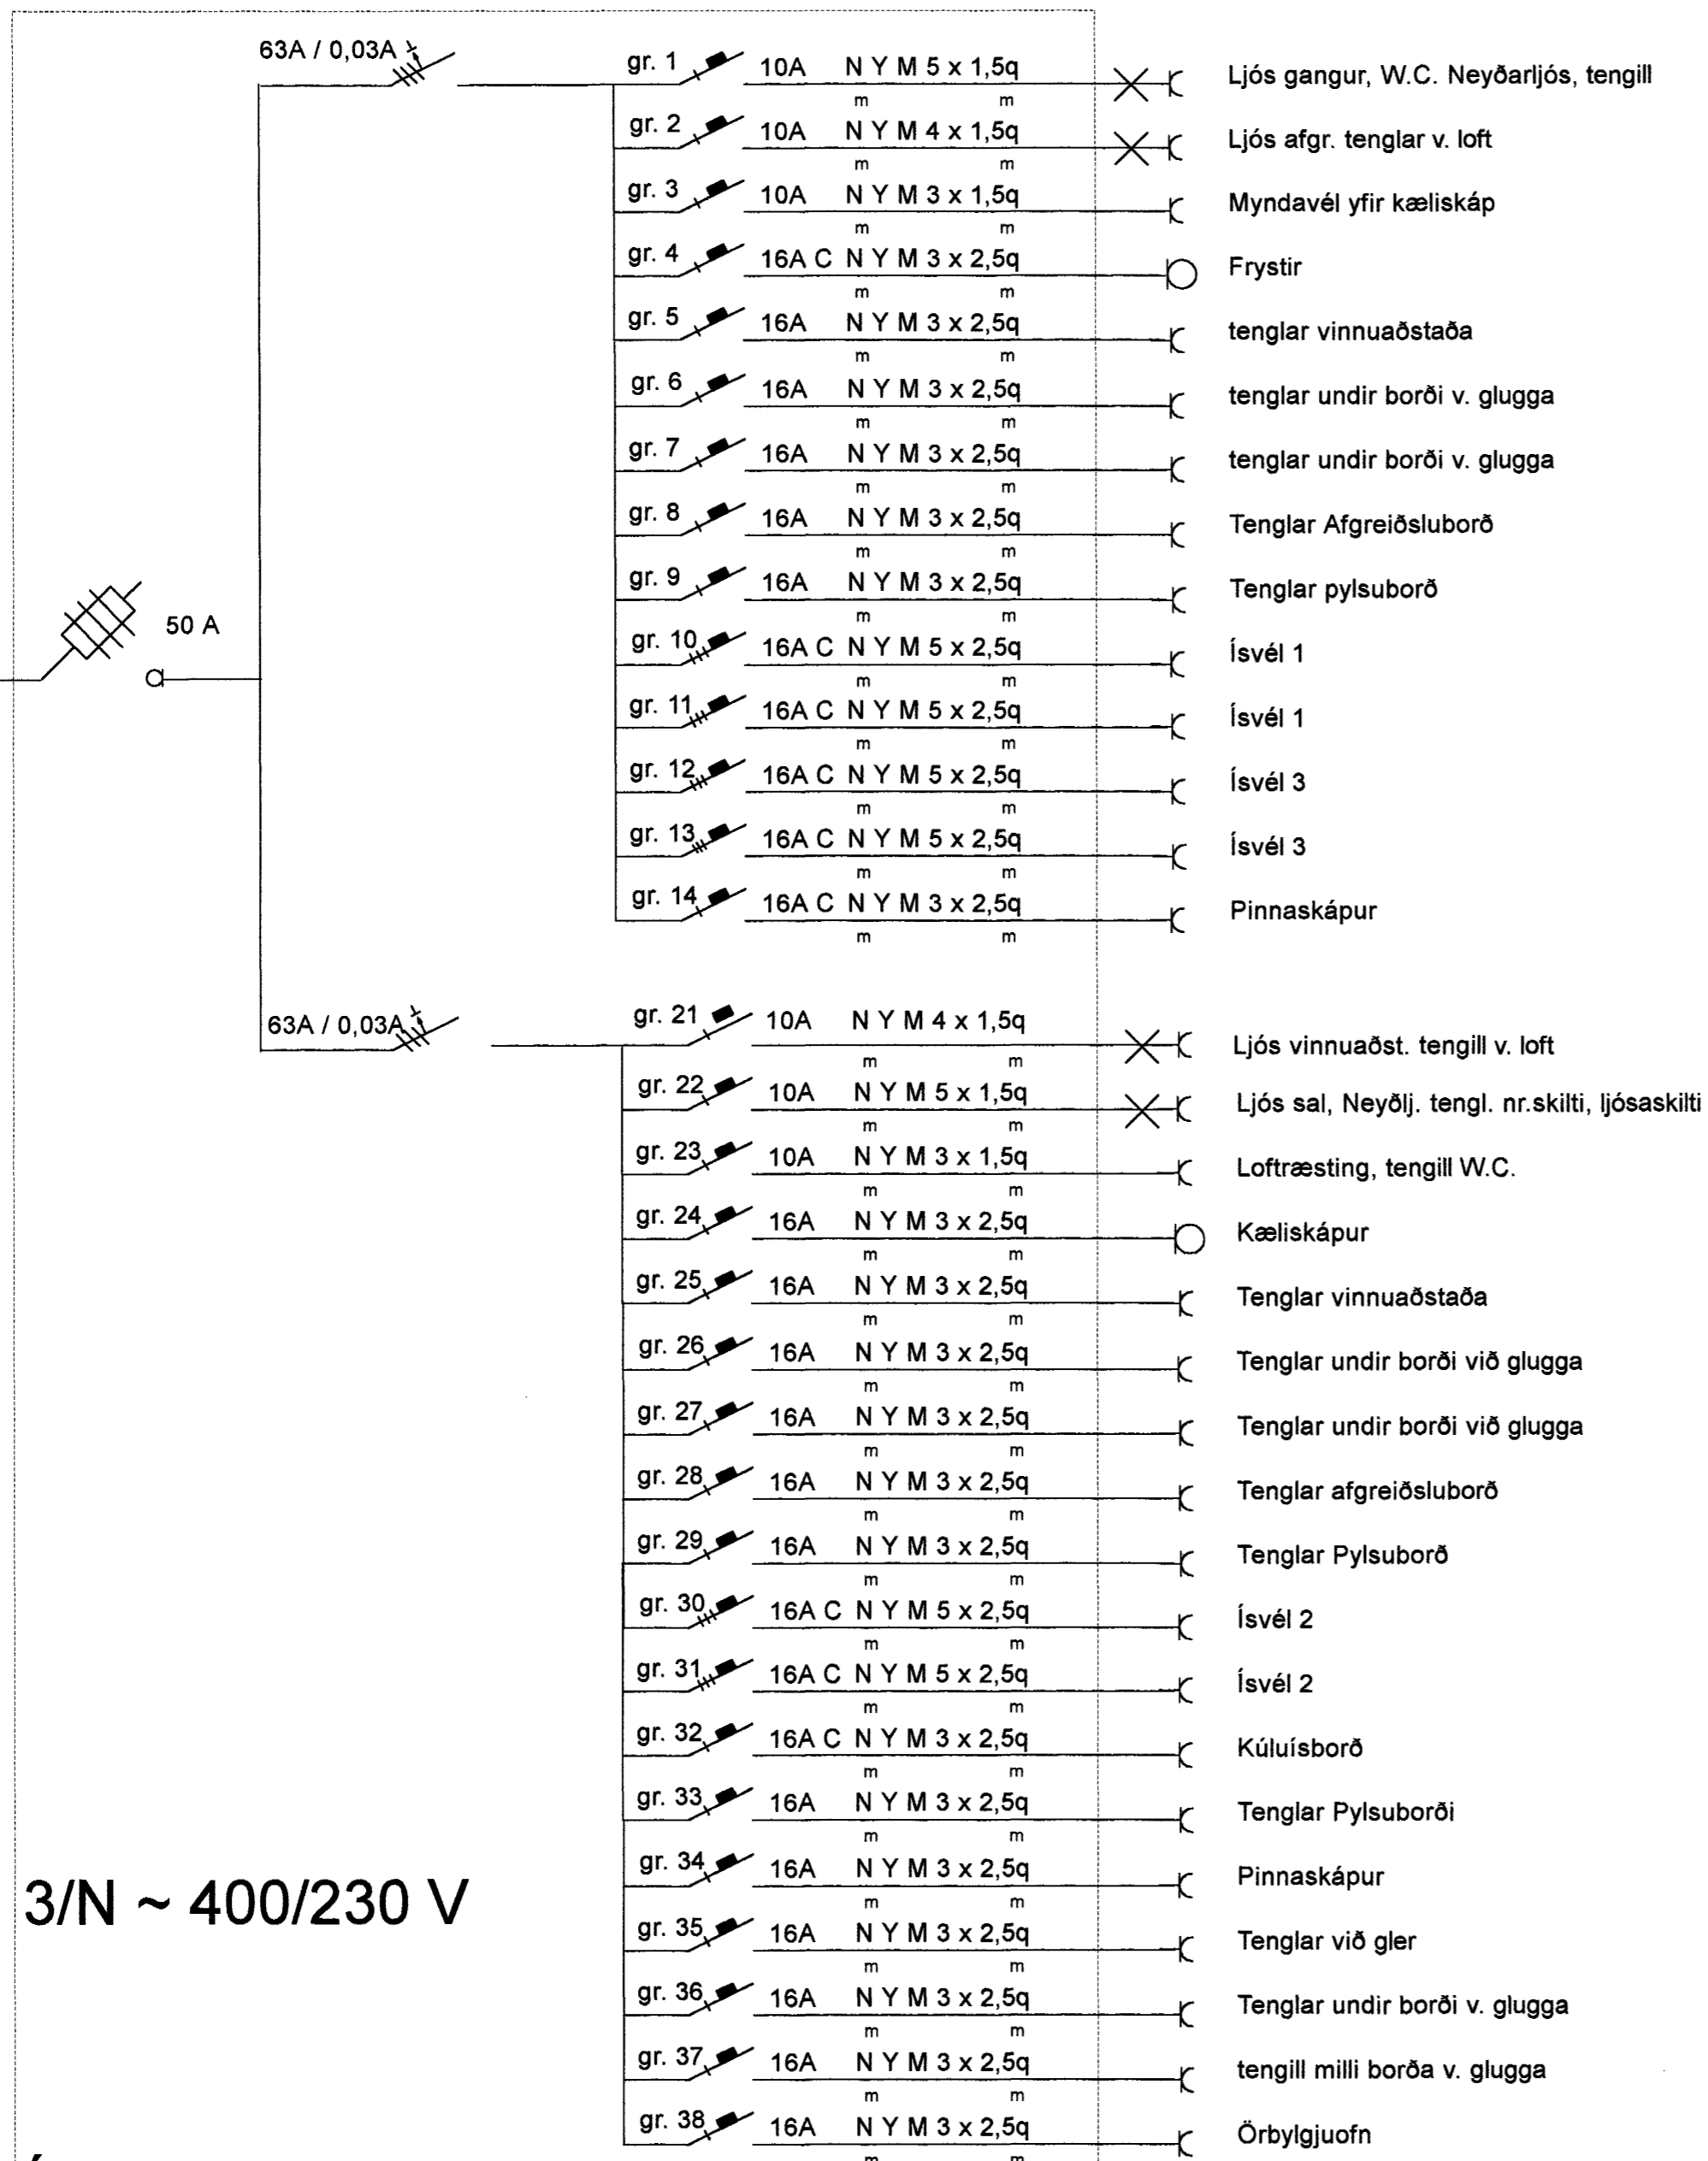 63A / 0,03A
gr. 1 10A N Y M 5 x 1,5q Ljós gangur, W.C. Neyðarljós, tengill
m m
gr. 2 10A N Y M 4 x 1,5q Ljós afgr. tenglar v. loft
m m
gr. 3 10A N Y M 3 x 1,5q Myndavél yfir kæliskáp
m m
gr. 4 16A C N Y M 3 x 2,5q Frystir
m m
gr. 5 16A N Y M 3 x 2,5q tenglar vinnuaðstaða
m m
gr. 6 16A N Y M 3 x 2,5q tenglar undir borði v. glugga
m m
gr. 7 16A N Y M 3 x 2,5q tenglar undir borði v. glugga
m m
gr. 8 16A N Y M 3 x 2,5q Tenglar Afgreiðsluborð
m m
gr. 9 16A N Y M 3 x 2,5q Tenglar pylsuborð
m m
50 A
gr. 10 16A C N Y M 5 x 2,5q Ísvél 1
m m
gr. 11 16A C N Y M 5 x 2,5q Ísvél 1
m m
gr. 12 16A C N Y M 5 x 2,5q Ísvél 3
m m
gr. 13 16A C N Y M 5 x 2,5q Ísvél 3
m m
gr. 14 16A C N Y M 3 x 2,5q Pinnaskápur
m m
63A / 0,03A
gr. 21 10A N Y M 4 x 1,5q Ljós vinnuaðst. tengill v. loft
m m
gr. 22 10A N Y M 5 x 1,5q Ljós sal, Neyðlj. tengl. nr.skilti, ljósaskilti
m m
gr. 23 10A N Y M 3 x 1,5q Loftræsting, tengill W.C.
m m
gr. 24 16A N Y M 3 x 2,5q Kæliskápur
m m
gr. 25 16A N Y M 3 x 2,5q Tenglar vinnuaðstaða
m m
gr. 26 16A N Y M 3 x 2,5q Tenglar undir borði við glugga
m m
gr. 27 16A N Y M 3 x 2,5q Tenglar undir borði við glugga
m m
gr. 28 16A N Y M 3 x 2,5q Tenglar afgreiðsluborð
m m
gr. 29 16A N Y M 3 x 2,5q Tenglar Pylsuborð
m m
gr. 30 16A C N Y M 5 x 2,5q Ísvél 2
m m
gr. 31 16A C N Y M 5 x 2,5q Ísvél 2
m m
gr. 32 16A C N Y M 3 x 2,5q Kúluísborð
m m
gr. 33 16A N Y M 3 x 2,5q Tenglar Pylsuborði
m m
gr. 34 16A N Y M 3 x 2,5q Pinnaskápur
m m
3/N ~ 400/230 V
gr. 35 16A N Y M 3 x 2,5q Tenglar við gler
m m
gr. 36 16A N Y M 3 x 2,5q Tenglar undir borði v. glugga
m m
gr. 37 16A N Y M 3 x 2,5q tengill milli borða v. glugga
m m
gr. 38 16A N Y M 3 x 2,5q Örbylgjuofn
m m